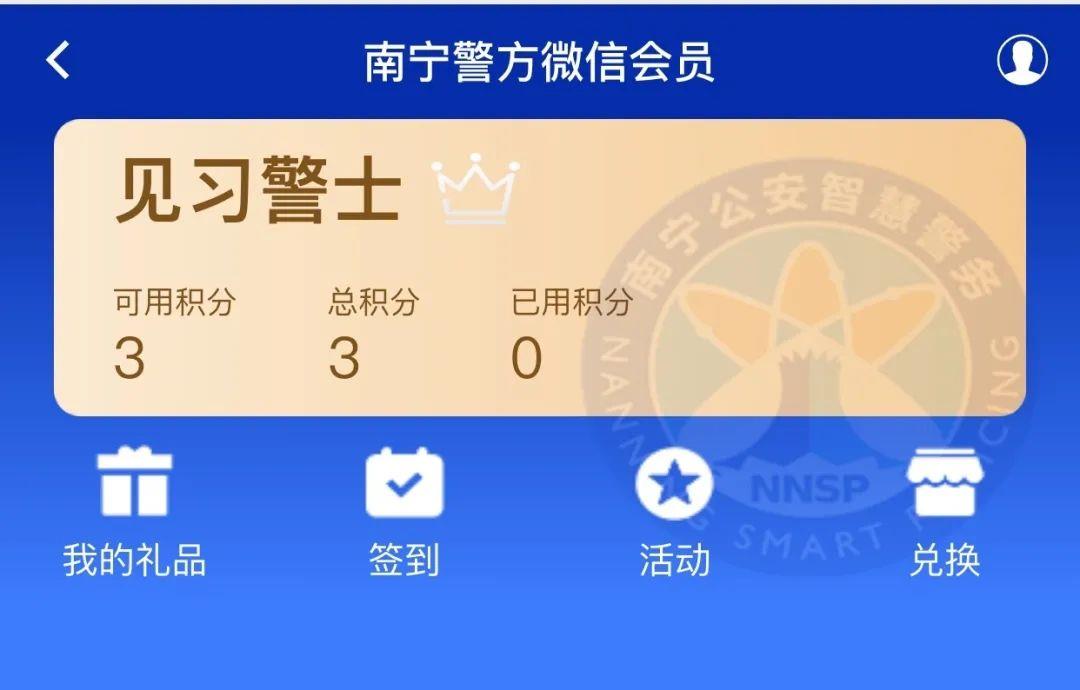 南宁警方微信会员
见习警士
可用积分 总积分 已用积分
3 3 0
南宁公安智慧警务
NANNING SMART POLICING
NNSP
我的礼品 签到 活动 兑换